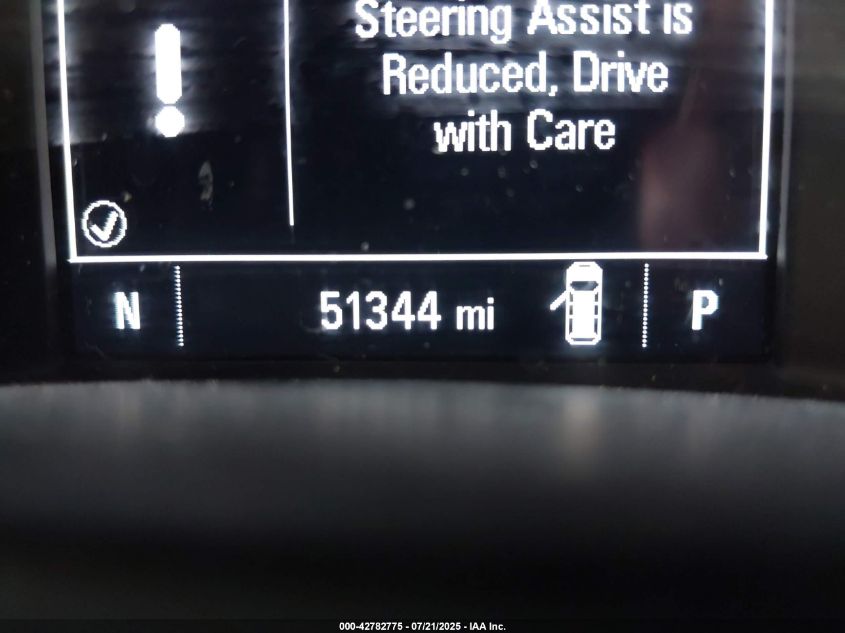 Steering Assist is
Reduced, Drive
with Care
N
51344 mi
P
000-42782775 - 07/21/2025 - IAA Inc.